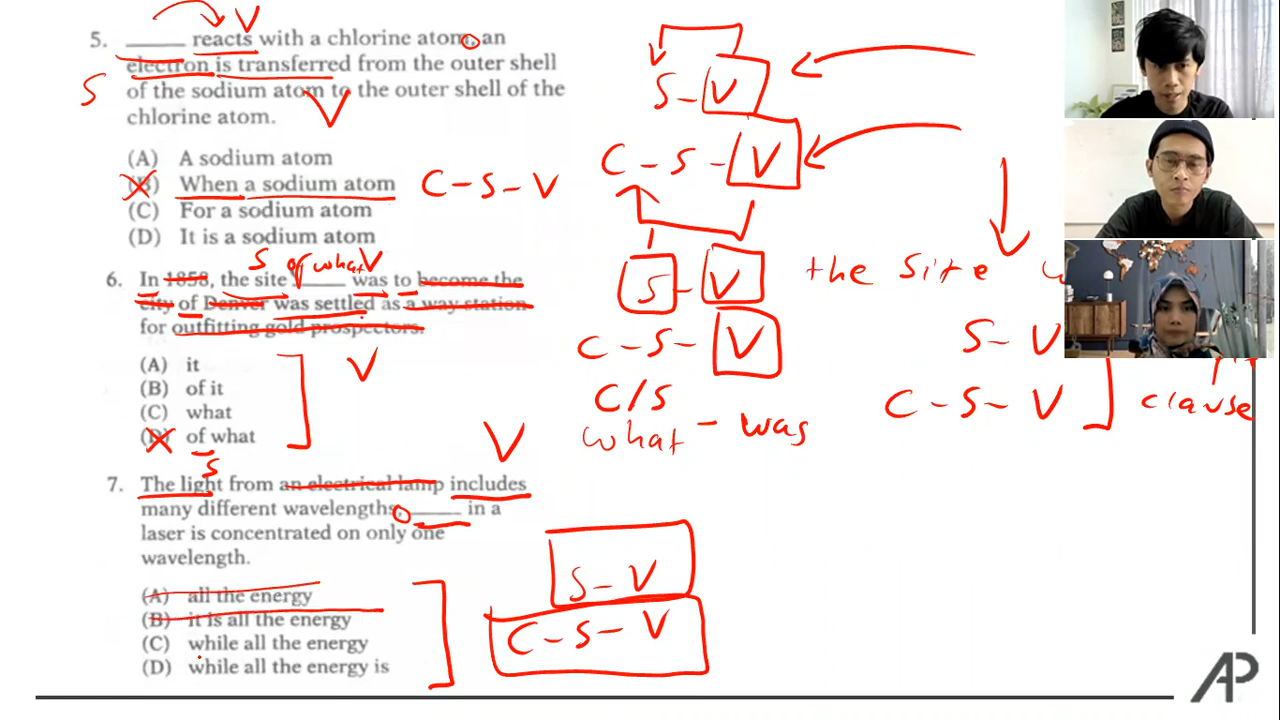 V
5. ____ reacts with a chlorine atom, an
electron is transferred from the outer shell
S
of the sodium atom to the outer shell of the
V
chlorine atom.
(A) A sodium atom
(B) When a sodium atom
C-S-V
(C) For a sodium atom
(D) It is a sodium atom
S of what V
6. In 1858, the site ____ was to become the
city of Denver was settled as a way station
for outfitting gold prospectors.
(A) it
V
(B) of it
(C) what
(D) of what
S V
7. The light from an electrical lamp includes
many different wavelengths, ____ in a
laser is concentrated on only one
wavelength.
(A) all the energy
(B) it is all the energy
(C) while all the energy
(D) while all the energy is
S-V
C-S-V
S-V
C-S-V
C/S
what - was
S-V
C-S-V
the site
S-V
C-S-V
clause
AP